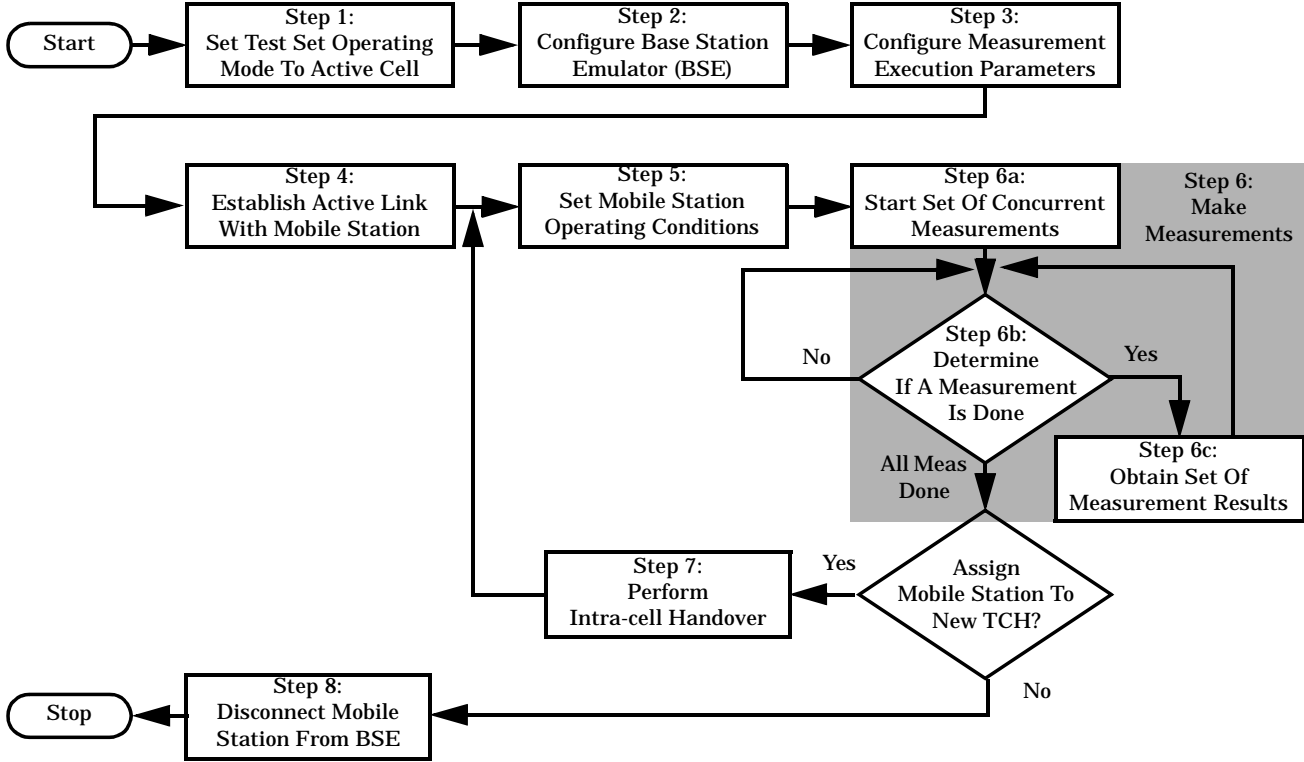 Start
Step 1:
Set Test Set Operating
Mode To Active Cell
Step 2:
Configure Base Station
Emulator (BSE)
Step 3:
Configure Measurement
Execution Parameters
Step 4:
Establish Active Link
With Mobile Station
Step 5:
Set Mobile Station
Operating Conditions
Step 6a:
Start Set Of Concurrent
Measurements
Step 6:
Make
Measurements
Step 6b:
Determine
If A Measurement
Is Done
No
Yes
Step 6c:
Obtain Set Of
Measurement Results
All Meas
Done
Assign
Mobile Station To
New TCH?
Yes
Step 7:
Perform
Intra-cell Handover
No
Step 8:
Disconnect Mobile
Station From BSE
Stop